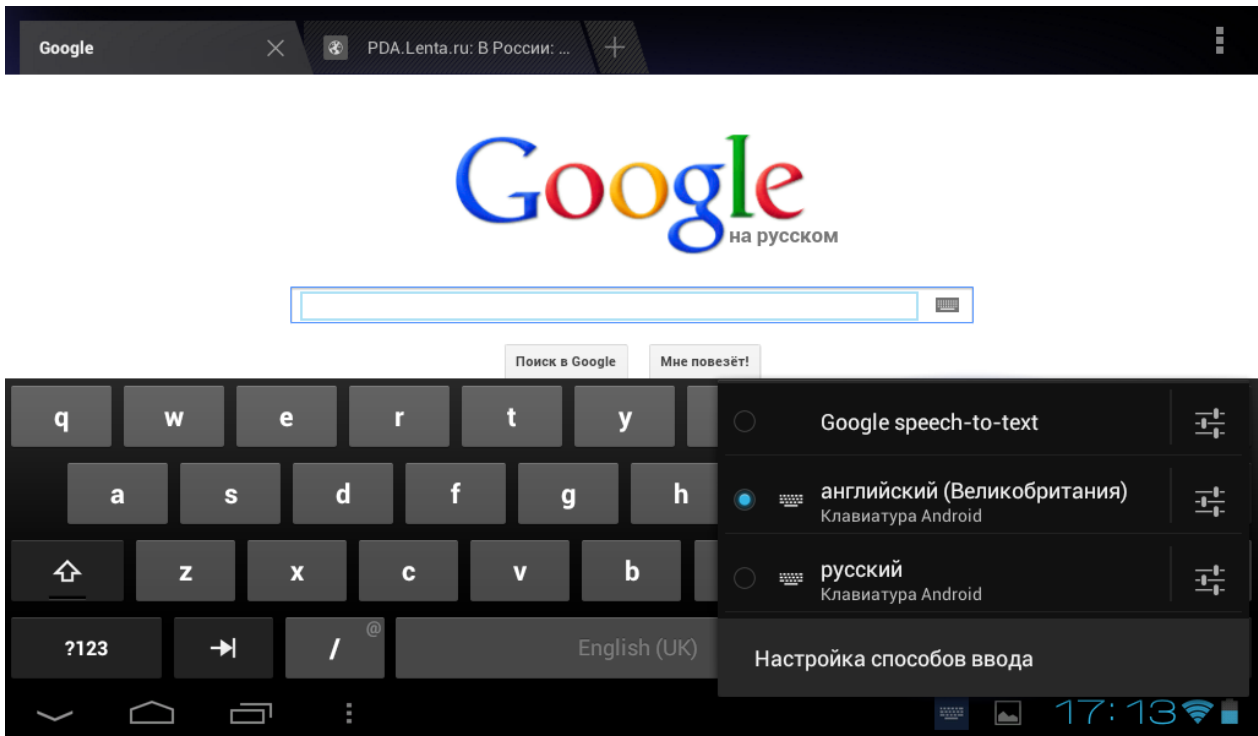 Google
PDA.Lenta.ru: В России: ...
Google
на русском
Поиск в Google
Мне повезёт!
q w e r t y
Google speech-to-text
a s d f g h
английский (Великобритания)
Клавиатура Android
z x c v b
русский
Клавиатура Android
?123 / @ English (UK)
Настройка способов ввода
17:13